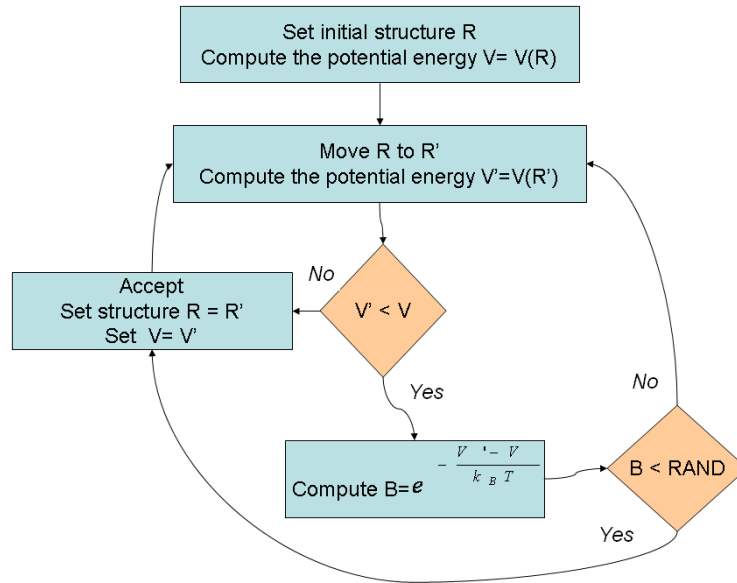 Set initial structure R
Compute the potential energy V= V(R)
Move R to R’
Compute the potential energy V’=V(R’)
No
Accept
Set structure R = R’
Set V= V’
V’ < V
Yes
No
Compute B=e - V '- V / k B T
B < RAND
Yes